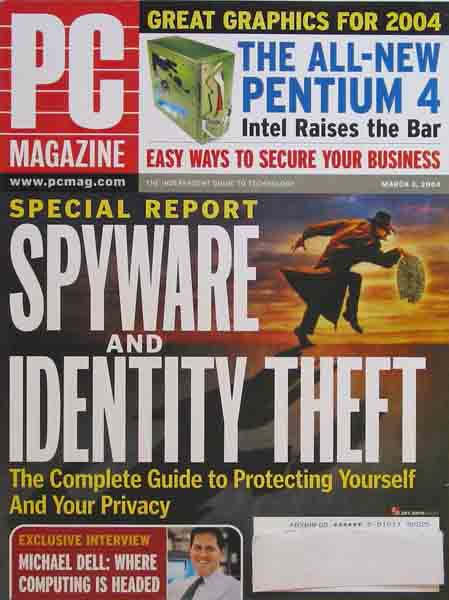 PC
MAGAZINE
www.pcmag.com
GREAT GRAPHICS FOR 2004
THE ALL-NEW
PENTIUM 4
Intel Raises the Bar
EASY WAYS TO SECURE YOUR BUSINESS
THE INDEPENDENT GUIDE TO TECHNOLOGY
MARCH 2, 2004
SPECIAL REPORT
SPYWARE
AND
IDENTITY THEFT
The Complete Guide to Protecting Yourself
And Your Privacy
EXCLUSIVE INTERVIEW
MICHAEL DELL: WHERE
COMPUTING IS HEADED